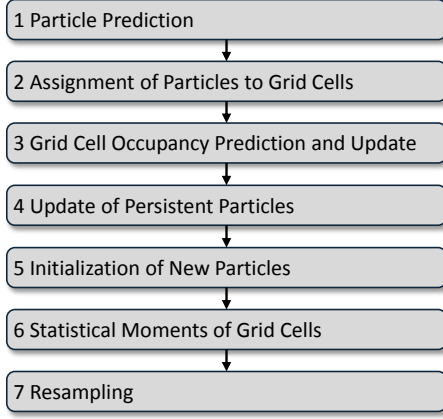 1 Particle Prediction
2 Assignment of Particles to Grid Cells
3 Grid Cell Occupancy Prediction and Update
4 Update of Persistent Particles
5 Initialization of New Particles
6 Statistical Moments of Grid Cells
7 Resampling